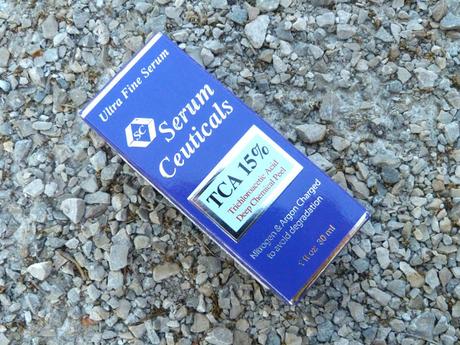 Ultra Fine Serum
SC
Serum
Ceuticals
TCA 15%
Trichloroacetic Acid
Deep Chemical Peel
Nitrogen & Argon Charged
to avoid degradation
1 fl oz 30 ml